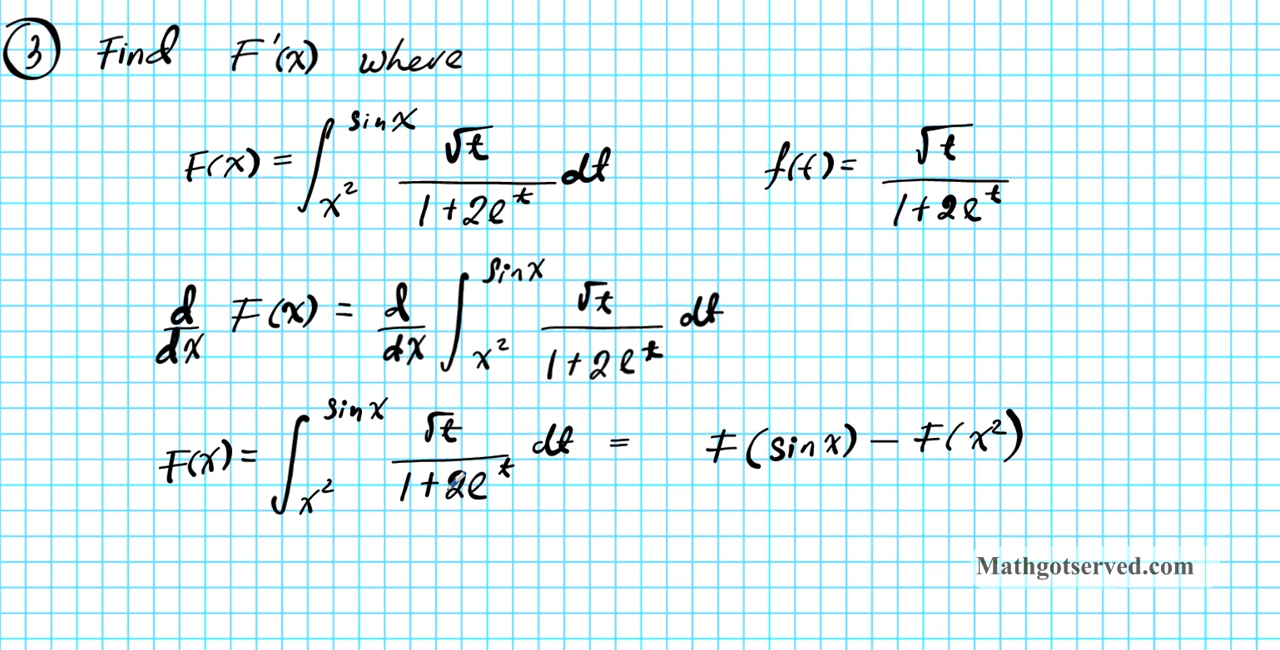 ③ Find F'(x) where
F(x) = ∫_{x²}^{sin x} √t / (1+2e^t) dt    f(t) = √t / (1+2e^t)
d/dx F(x) = d/dx ∫_{x²}^{sin x} √t / (1+2e^t) dt
F(x) = ∫_{x²}^{sin x} √t / (1+2e^t) dt = F(sin x) − F(x²)
Mathgotserved.com